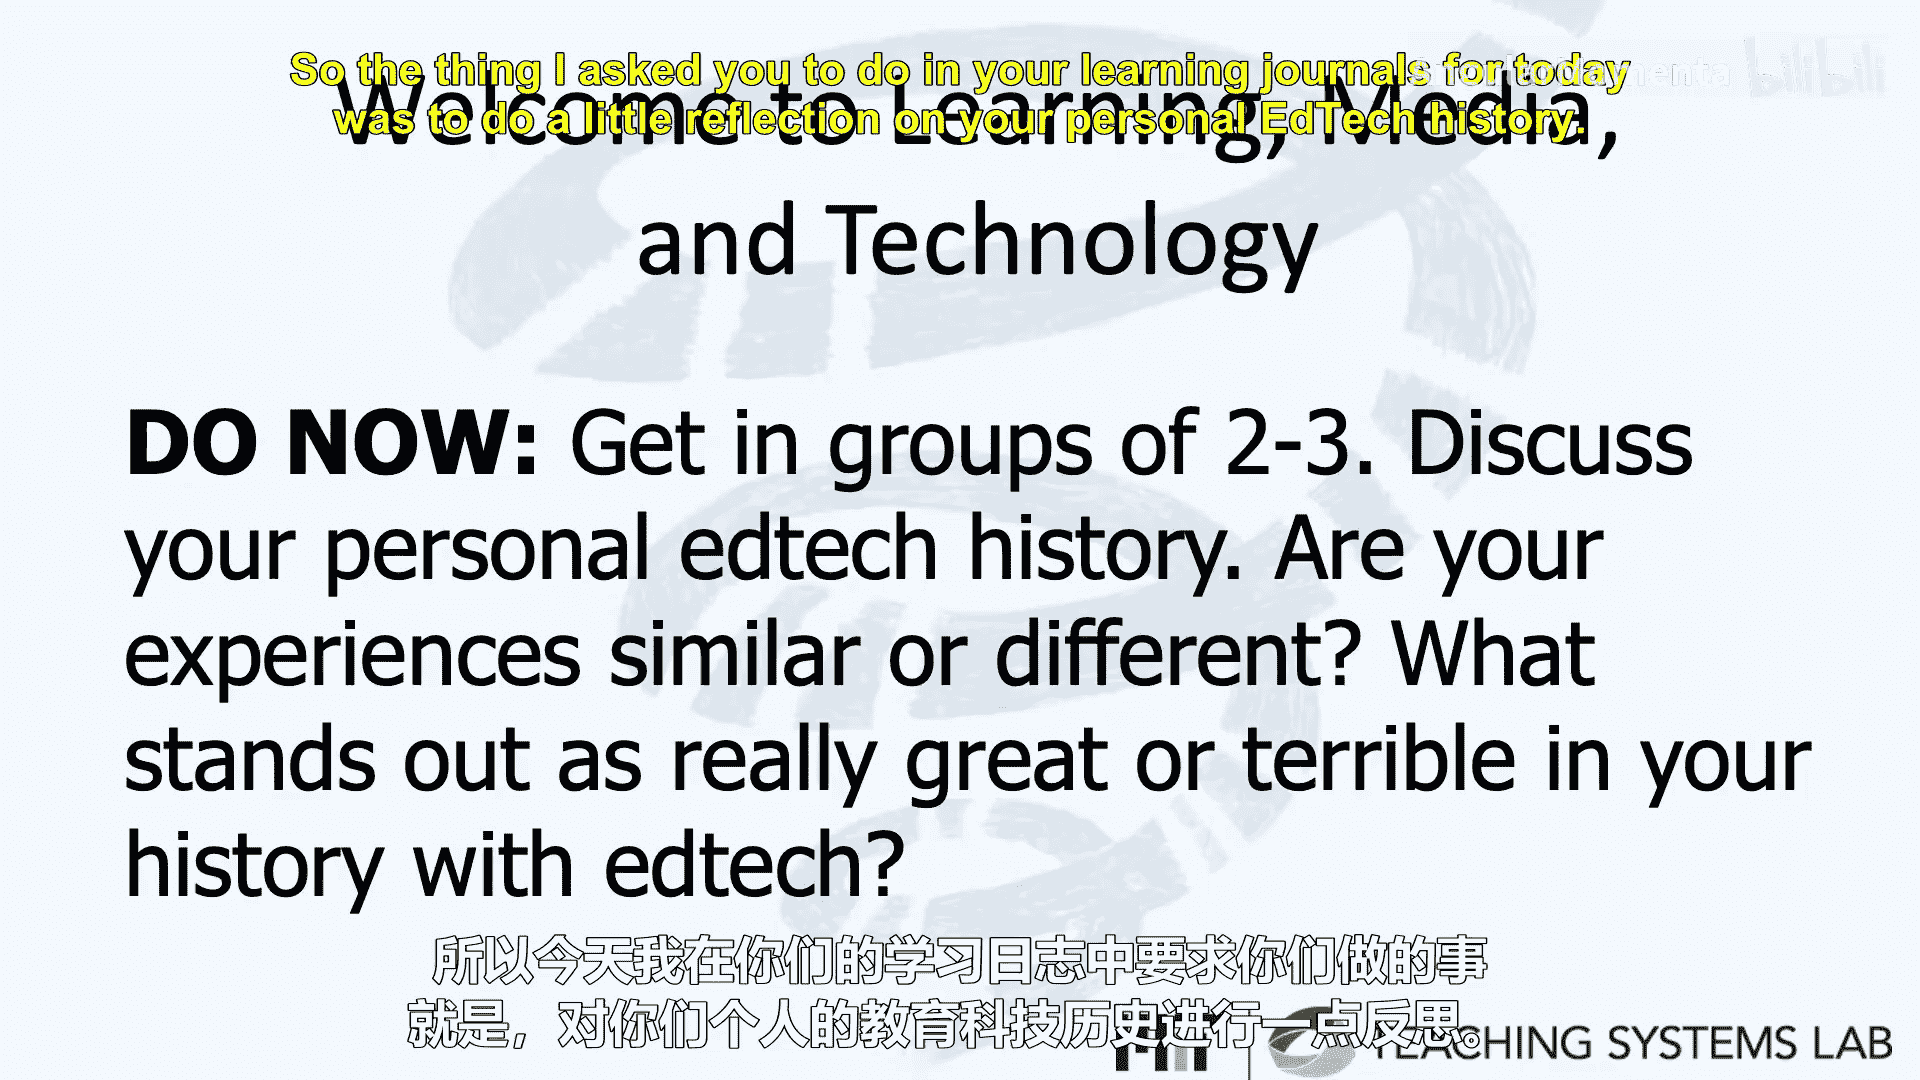 So the thing I asked you to do in your learning journals for today
was to do a little reflection on your personal EdTech history.
bilibili
Welcome to Learning, Media,
and Technology
DO NOW: Get in groups of 2-3. Discuss
your personal edtech history. Are your
experiences similar or different? What
stands out as really great or terrible in your
history with edtech?
所以今天我在你们的学习日志中要求你们做的事
就是，对你们个人的教育科技历史进行一点反思。
MIT
TEACHING SYSTEMS LAB